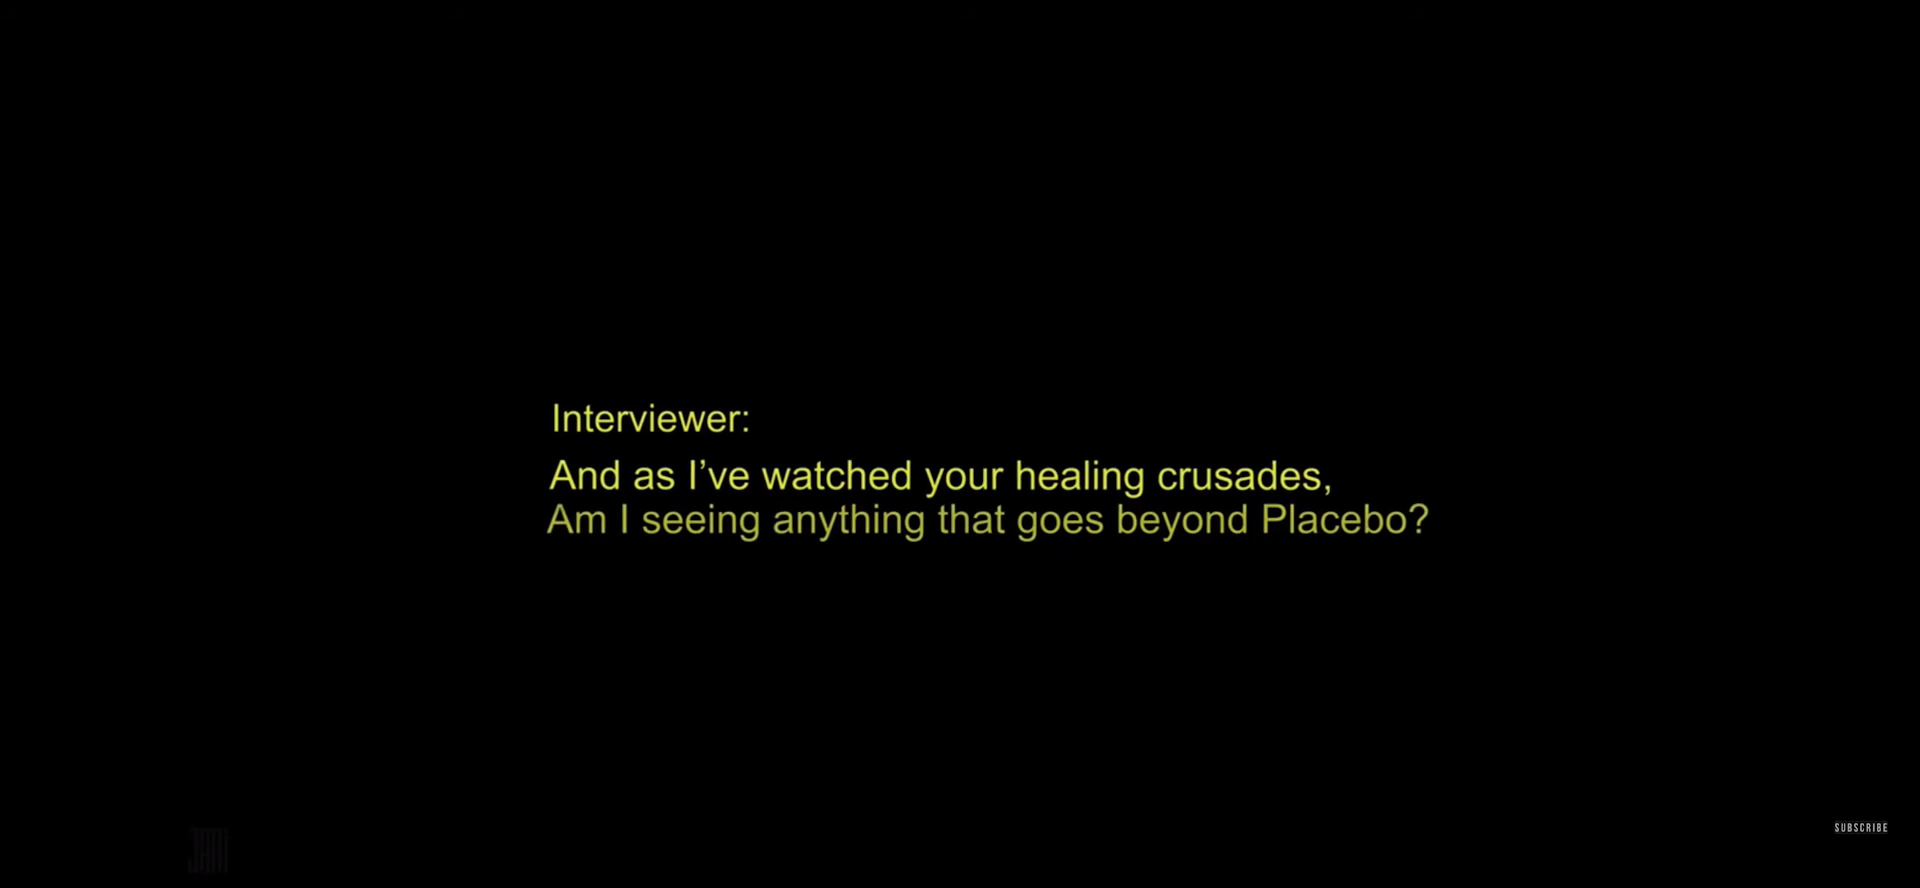 Interviewer:
And as I've watched your healing crusades,
Am I seeing anything that goes beyond Placebo?
SUBSCRIBE